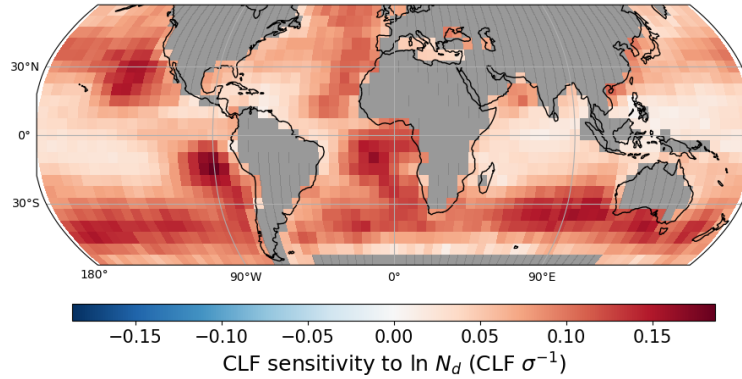 30°N
0°
30°S
180° 90°W 0° 90°E
−0.15 −0.10 −0.05 0.00 0.05 0.10 0.15
CLF sensitivity to ln N_d (CLF σ⁻¹)